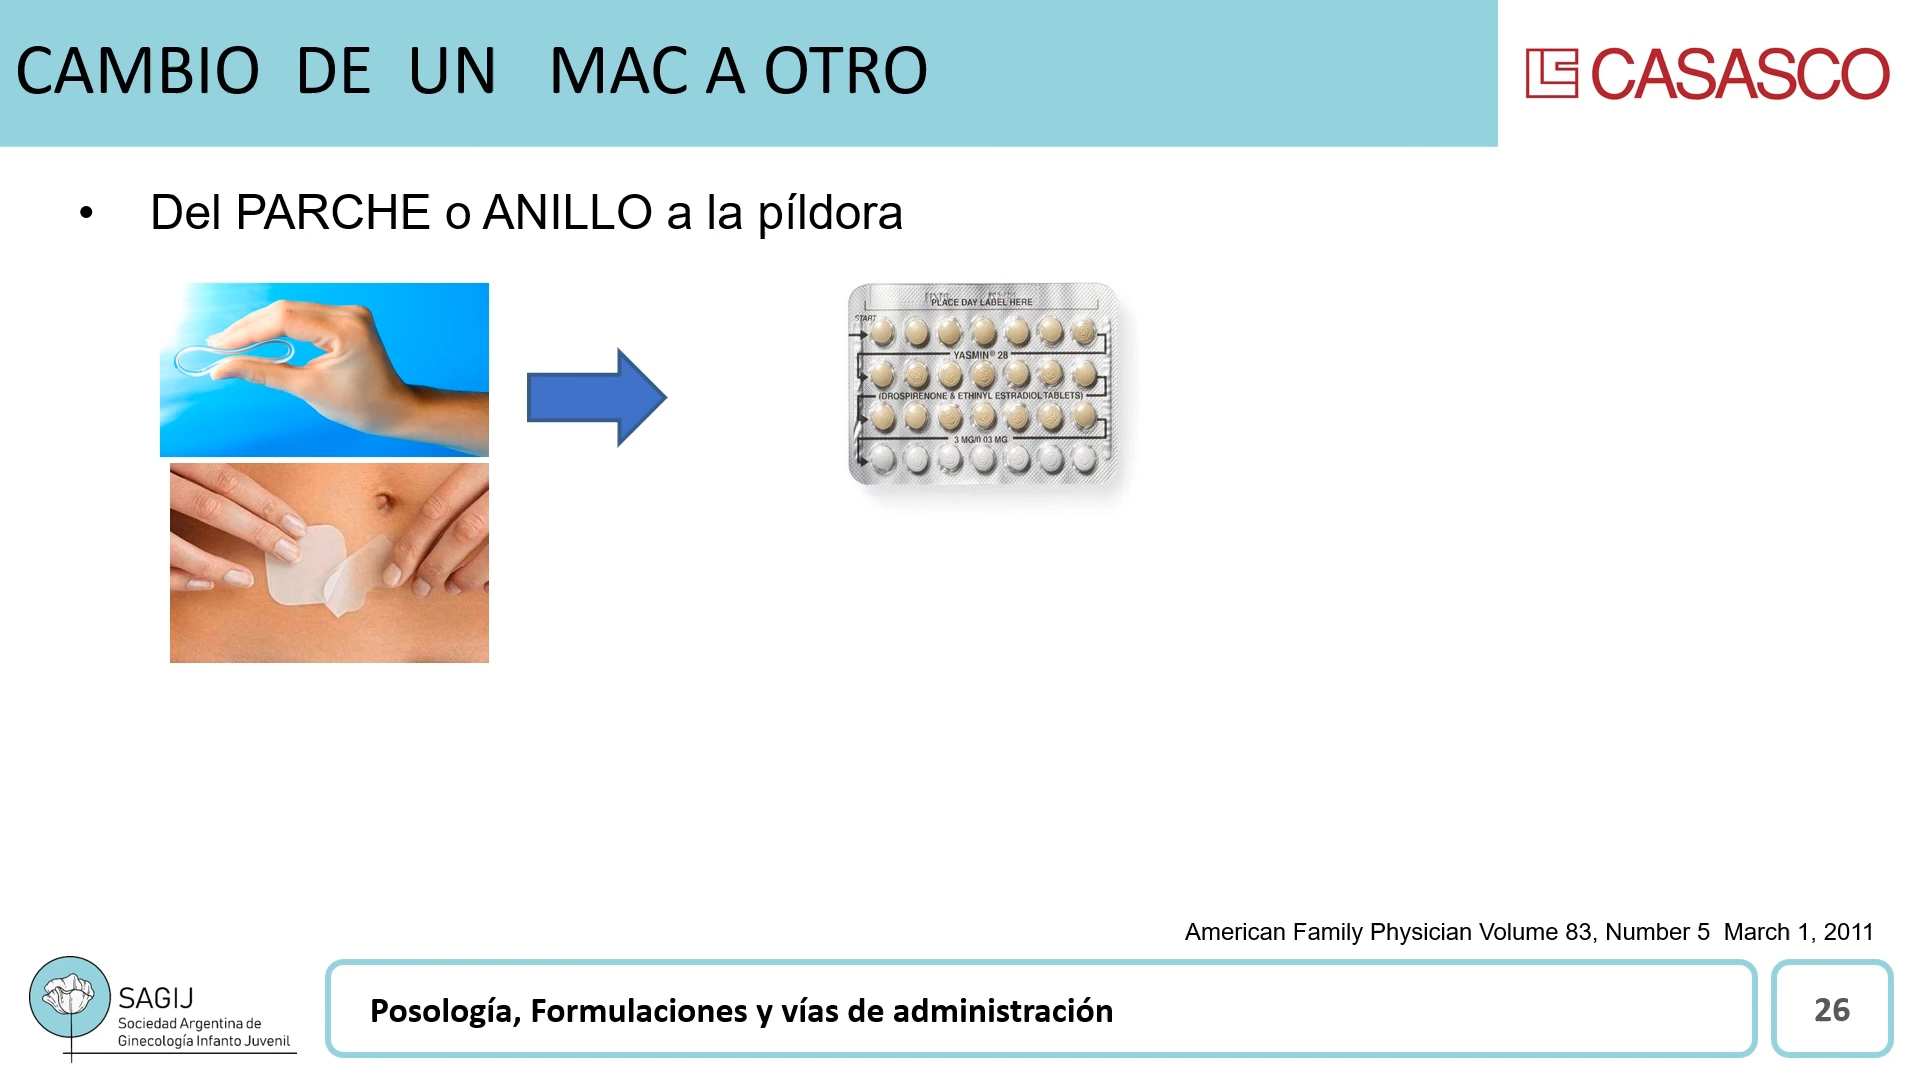 CAMBIO DE UN MAC A OTRO
CASASCO
• Del PARCHE o ANILLO a la píldora
PLACE DAY LABEL HERE
START
YASMIN® 28
(DROSPIRENONE & ETHINYL ESTRADIOL TABLETS)
3 MG/0.03 MG
American Family Physician Volume 83, Number 5 March 1, 2011
SAGIJ
Sociedad Argentina de
Ginecología Infanto Juvenil
Posología, Formulaciones y vías de administración
26